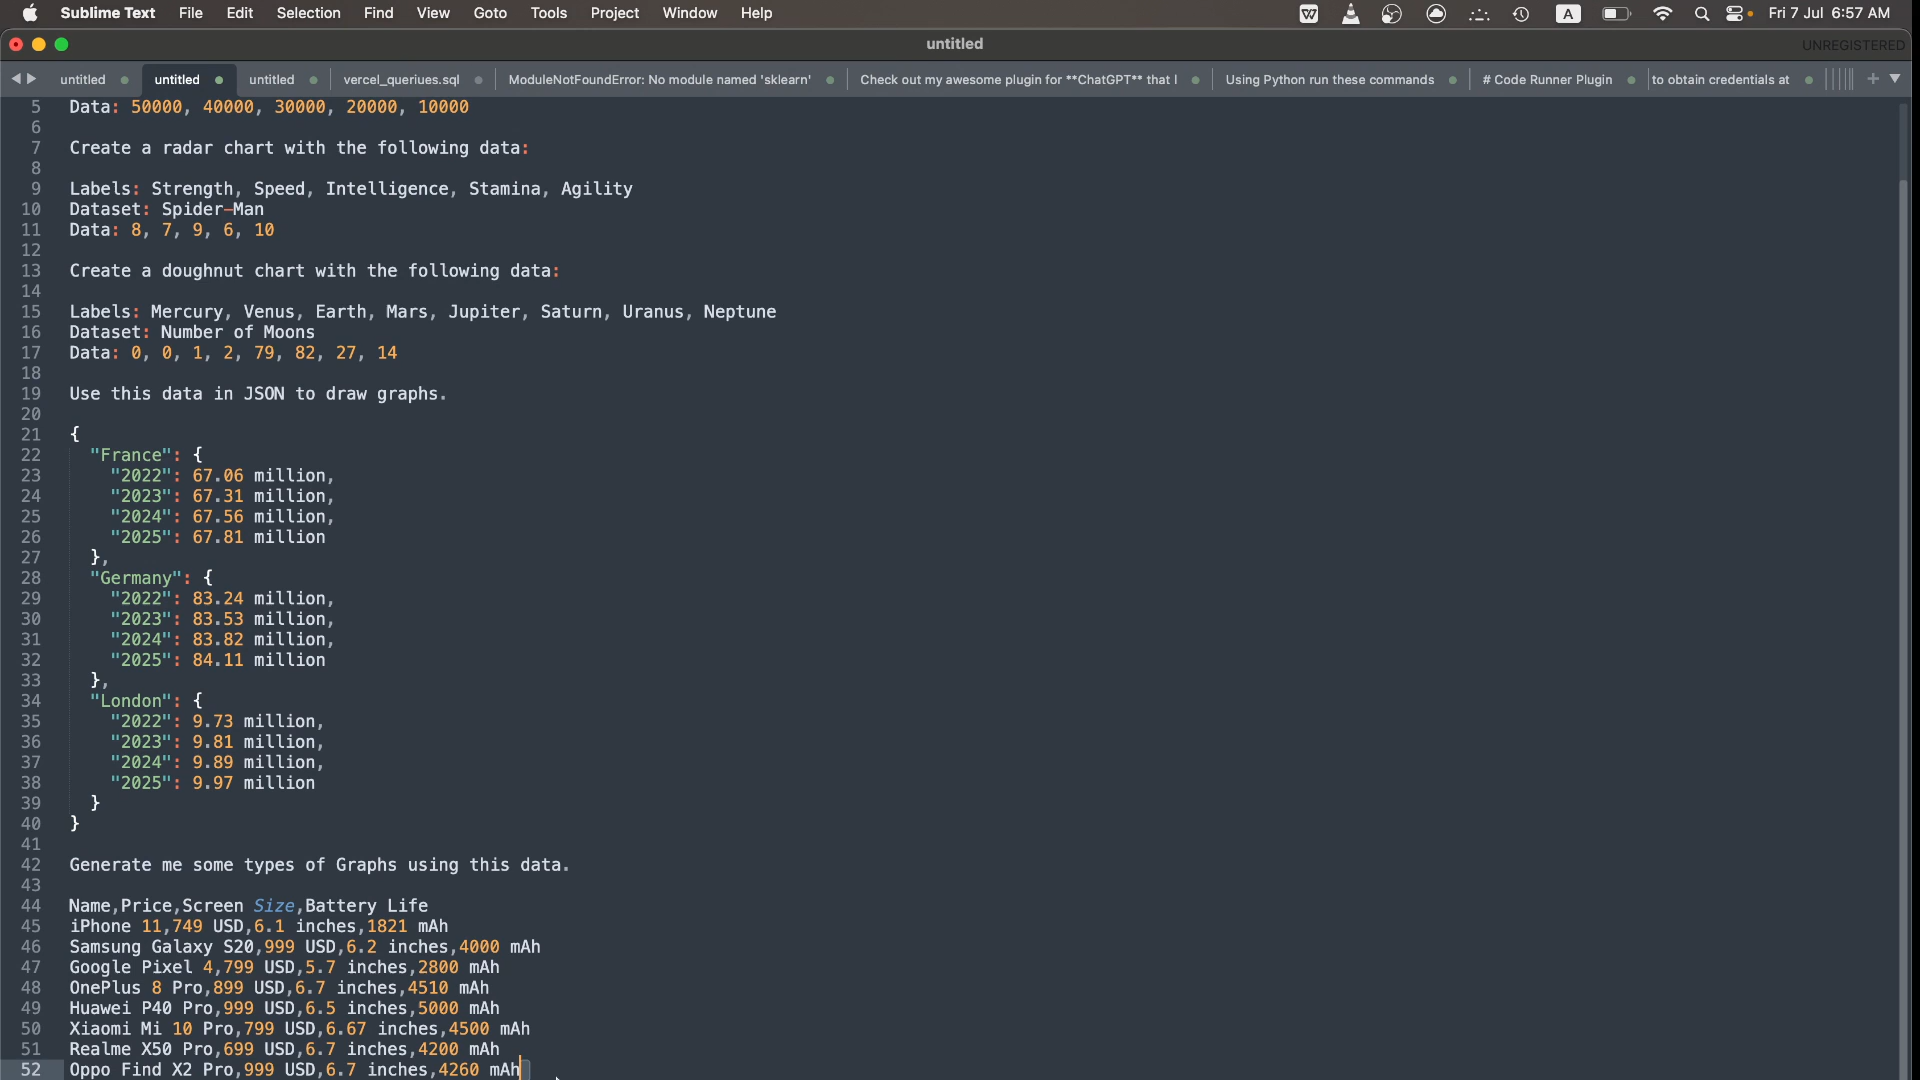 Sublime Text File Edit Selection Find View Goto Tools Project Window Help A Fri 7 Jul 6:57 AM
untitled UNREGISTERED
untitled untitled untitled vercel_queriues.sql ModuleNotFoundError: No module named 'sklearn' Check out my awesome plugin for **ChatGPT** that I Using Python run these commands # Code Runner Plugin to obtain credentials at
5 Data: 50000, 40000, 30000, 20000, 10000
6
7 Create a radar chart with the following data:
8
9 Labels: Strength, Speed, Intelligence, Stamina, Agility
10 Dataset: Spider-Man
11 Data: 8, 7, 9, 6, 10
12
13 Create a doughnut chart with the following data:
14
15 Labels: Mercury, Venus, Earth, Mars, Jupiter, Saturn, Uranus, Neptune
16 Dataset: Number of Moons
17 Data: 0, 0, 1, 2, 79, 82, 27, 14
18
19 Use this data in JSON to draw graphs.
20
21 {
22 "France": {
23 "2022": 67.06 million,
24 "2023": 67.31 million,
25 "2024": 67.56 million,
26 "2025": 67.81 million
27 },
28 "Germany": {
29 "2022": 83.24 million,
30 "2023": 83.53 million,
31 "2024": 83.82 million,
32 "2025": 84.11 million
33 },
34 "London": {
35 "2022": 9.73 million,
36 "2023": 9.81 million,
37 "2024": 9.89 million,
38 "2025": 9.97 million
39 }
40 }
41
42 Generate me some types of Graphs using this data.
43
44 Name,Price,Screen Size,Battery Life
45 iPhone 11,749 USD,6.1 inches,1821 mAh
46 Samsung Galaxy S20,999 USD,6.2 inches,4000 mAh
47 Google Pixel 4,799 USD,5.7 inches,2800 mAh
48 OnePlus 8 Pro,899 USD,6.7 inches,4510 mAh
49 Huawei P40 Pro,999 USD,6.5 inches,5000 mAh
50 Xiaomi Mi 10 Pro,799 USD,6.67 inches,4500 mAh
51 Realme X50 Pro,699 USD,6.7 inches,4200 mAh
52 Oppo Find X2 Pro,999 USD,6.7 inches,4260 mAh